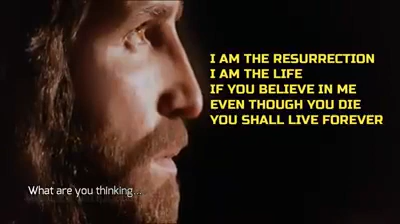 I AM THE RESURRECTION
I AM THE LIFE
IF YOU BELIEVE IN ME
EVEN THOUGH YOU DIE
YOU SHALL LIVE FOREVER
What are you thinking...